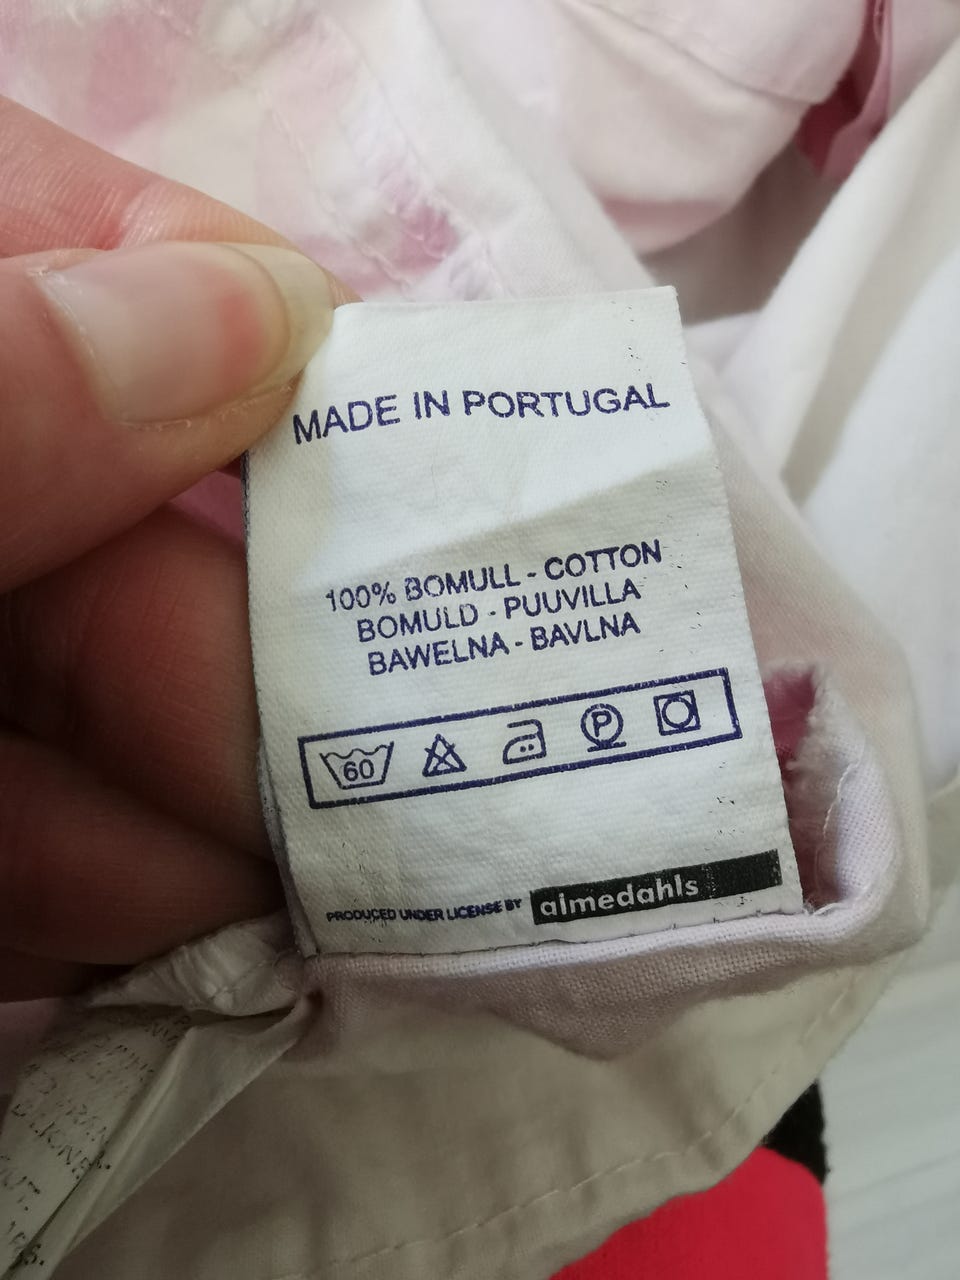 MADE IN PORTUGAL
100% BOMULL - COTTON
BOMULD - PUUVILLA
BAWELNA - BAVLNA
60 P
PRODUCED UNDER LICENSE BY almedahls